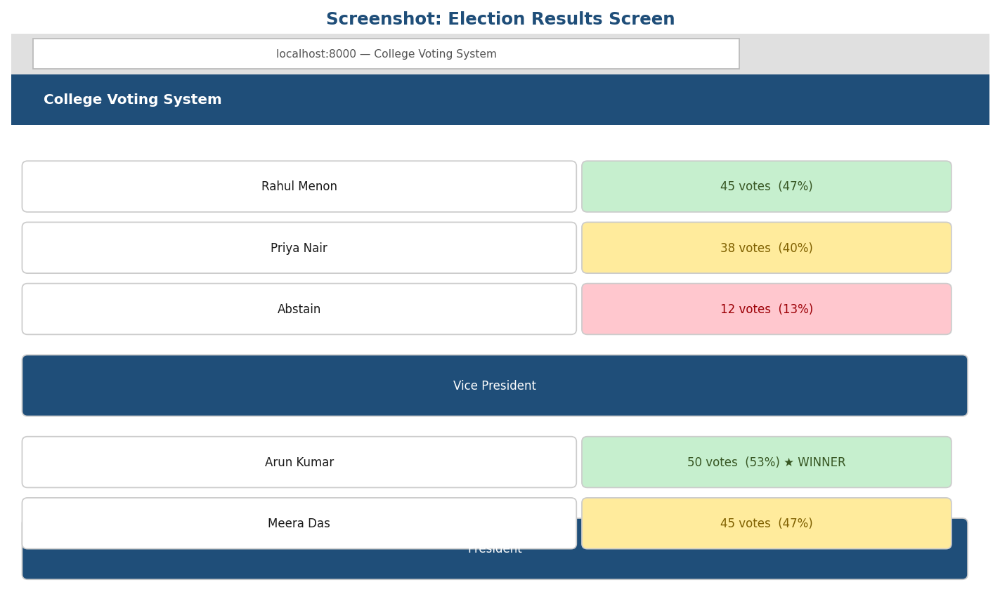 Screenshot: Election Results Screen
localhost:8000 — College Voting System
College Voting System
Rahul Menon 45 votes (47%)
Priya Nair 38 votes (40%)
Abstain 12 votes (13%)
Vice President
Arun Kumar 50 votes (53%) ★ WINNER
Meera Das 45 votes (47%)
President